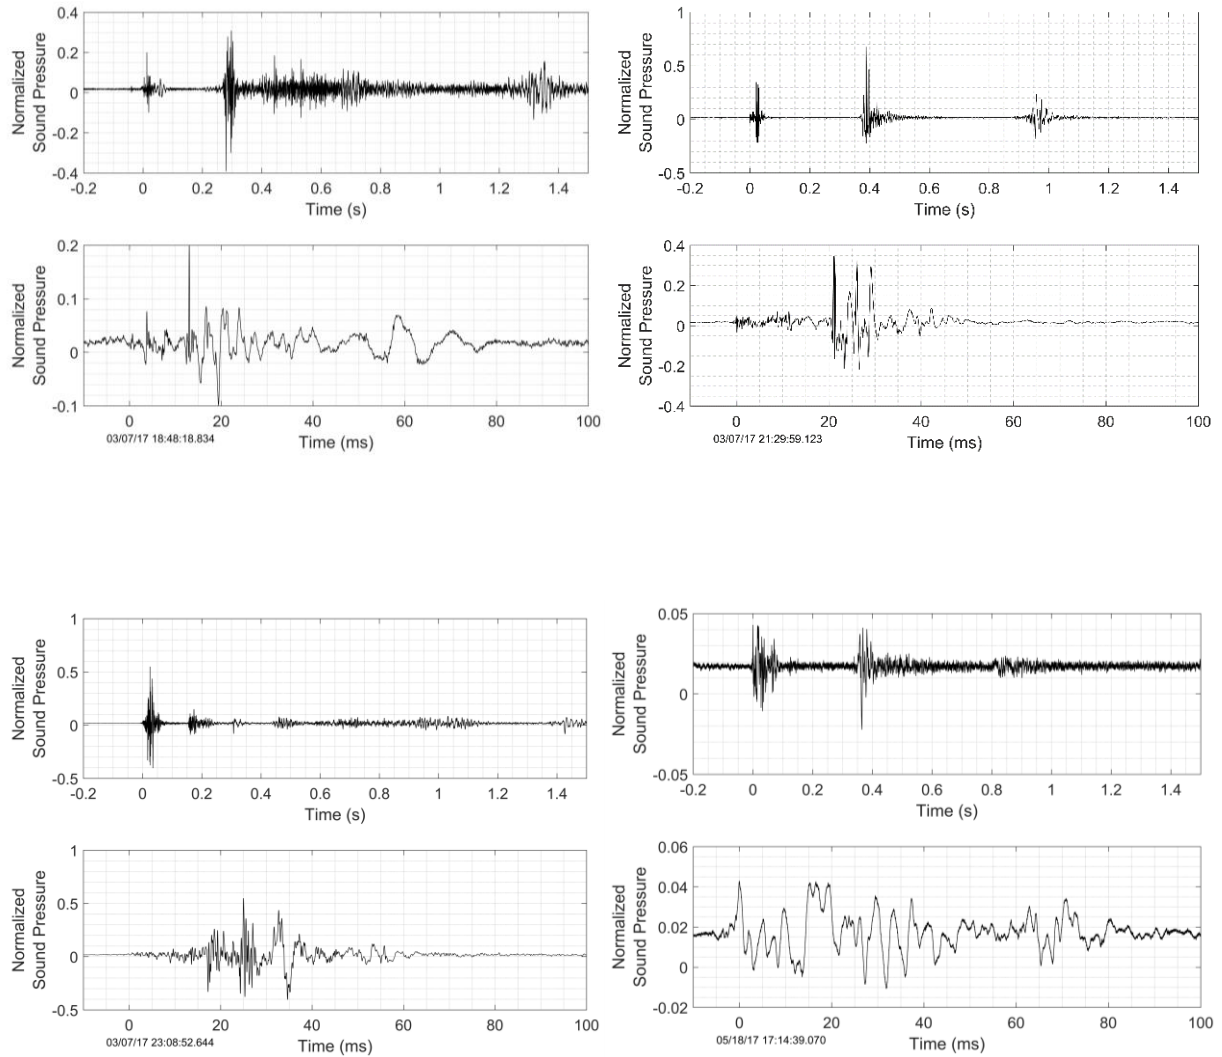 0.4
0.2
0
-0.2
-0.4
Normalized
Sound Pressure
-0.2 0 0.2 0.4 0.6 0.8 1 1.2 1.4
Time (s)
1
0.5
0
-0.5
Normalized
Sound Pressure
-0.2 0 0.2 0.4 0.6 0.8 1 1.2 1.4
Time (s)
0.2
0.1
0
-0.1
Normalized
Sound Pressure
0 20 40 60 80 100
03/07/17 18:48:18.834
Time (ms)
0.4
0.2
0
-0.2
-0.4
Normalized
Sound Pressure
0 20 40 60 80 100
03/07/17 21:29:59.123
Time (ms)
1
0.5
0
-0.5
Normalized
Sound Pressure
-0.2 0 0.2 0.4 0.6 0.8 1 1.2 1.4
Time (s)
0.05
0
-0.05
Normalized
Sound Pressure
-0.2 0 0.2 0.4 0.6 0.8 1 1.2 1.4
Time (s)
1
0.5
0
-0.5
Normalized
Sound Pressure
0 20 40 60 80 100
03/07/17 23:08:52.644
Time (ms)
0.06
0.04
0.02
0
-0.02
Normalized
Sound Pressure
0 20 40 60 80 100
05/18/17 17:14:39.070
Time (ms)